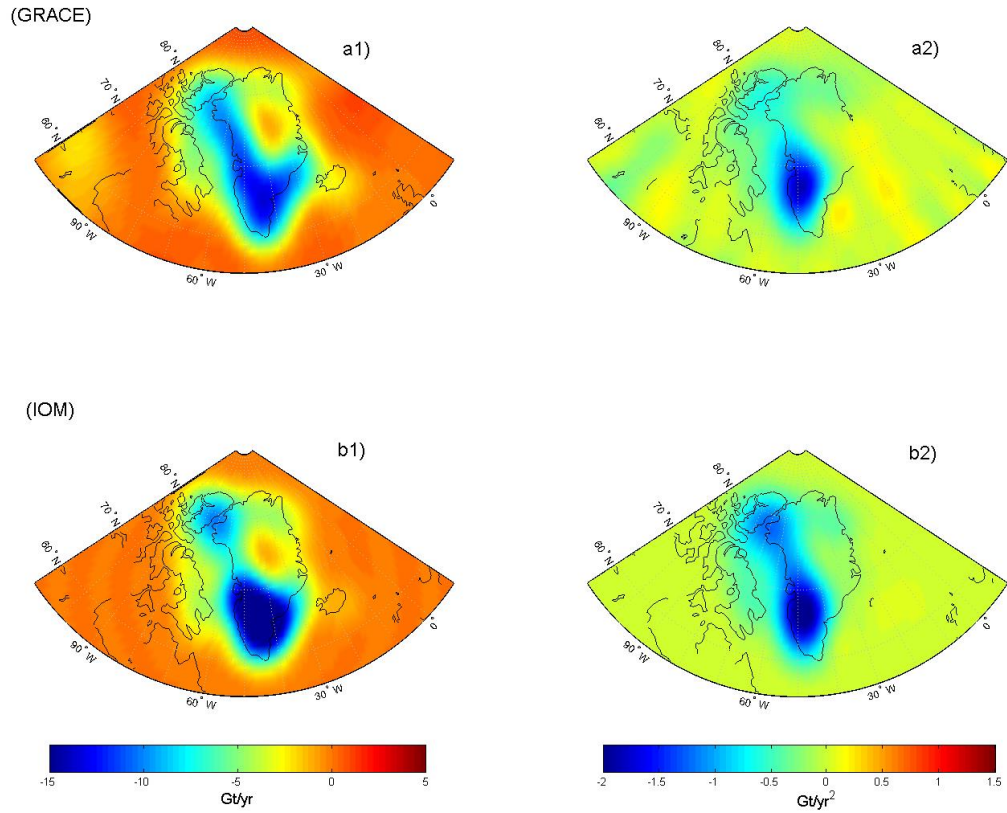 (GRACE)
a1)
a2)
80° N
70° N
60° N
90° W
60° W
30° W
0°
80° N
70° N
60° N
90° W
60° W
30° W
0°
(IOM)
b1)
b2)
80° N
70° N
60° N
90° W
60° W
30° W
0°
80° N
70° N
60° N
90° W
60° W
30° W
0°
-15 -10 -5 0 5
Gt/yr
-2 -1.5 -1 -0.5 0 0.5 1 1.5
Gt/yr²